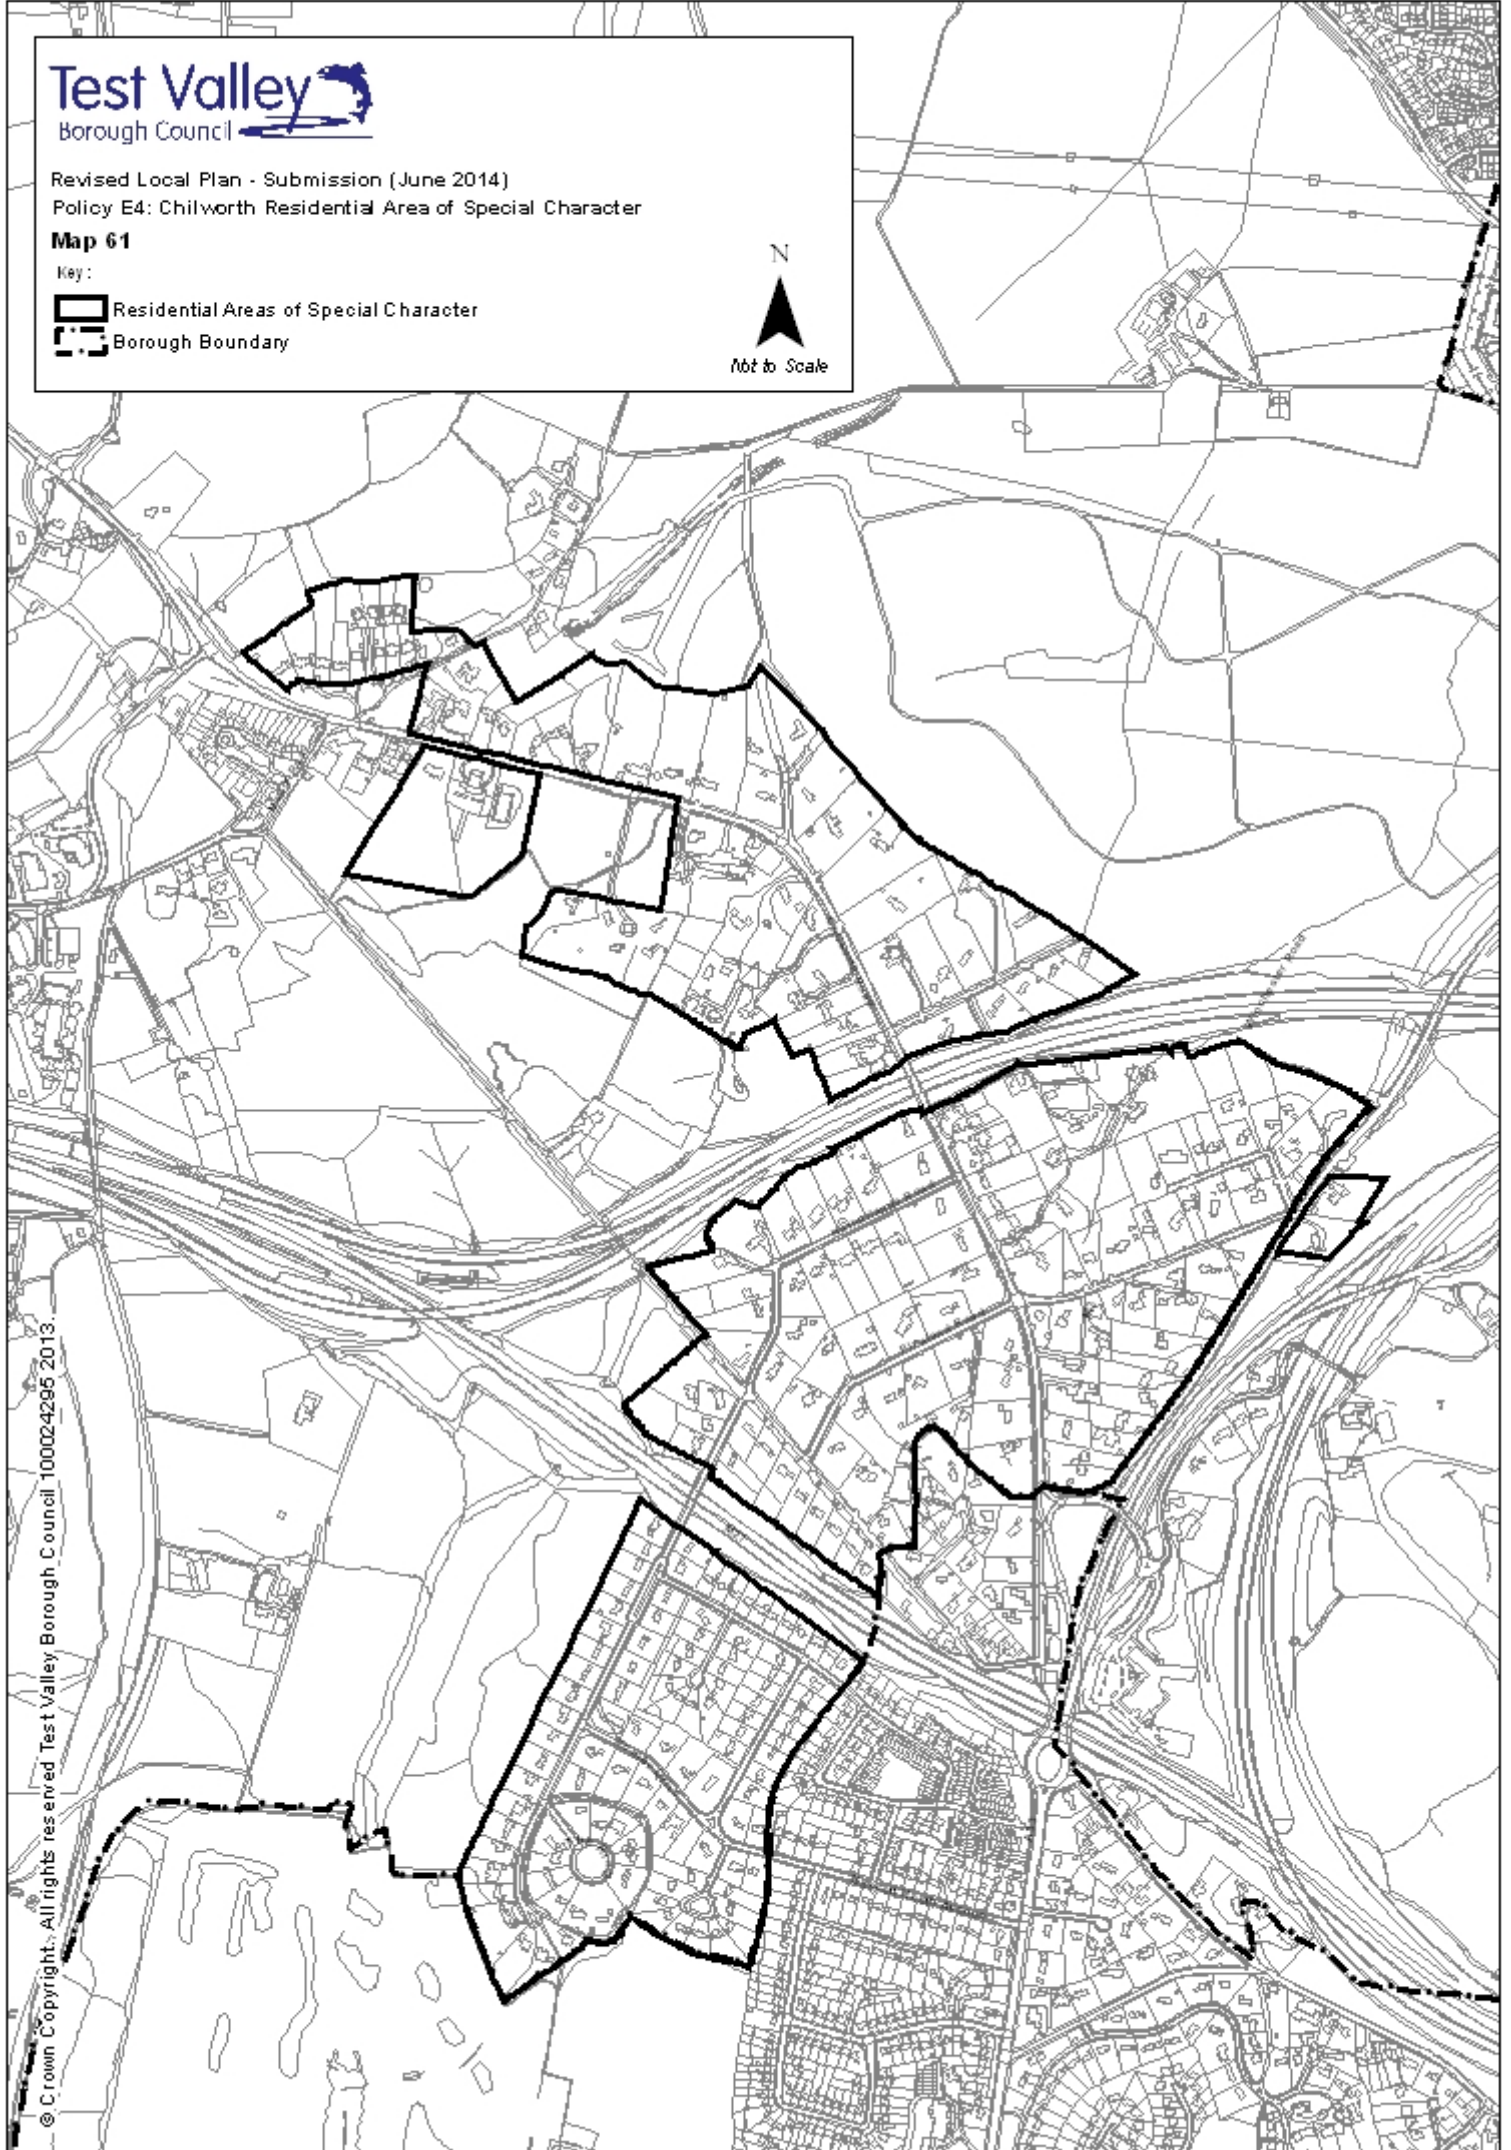 Test Valley
Borough Council
Revised Local Plan - Submission (June 2014)
Policy E4: Chilworth Residential Area of Special Character
Map 61
Key:
N
Residential Areas of Special Character
Borough Boundary
Not to Scale
© Crown Copyright. All rights reserved Test Valley Borough Council 100024295 2013.